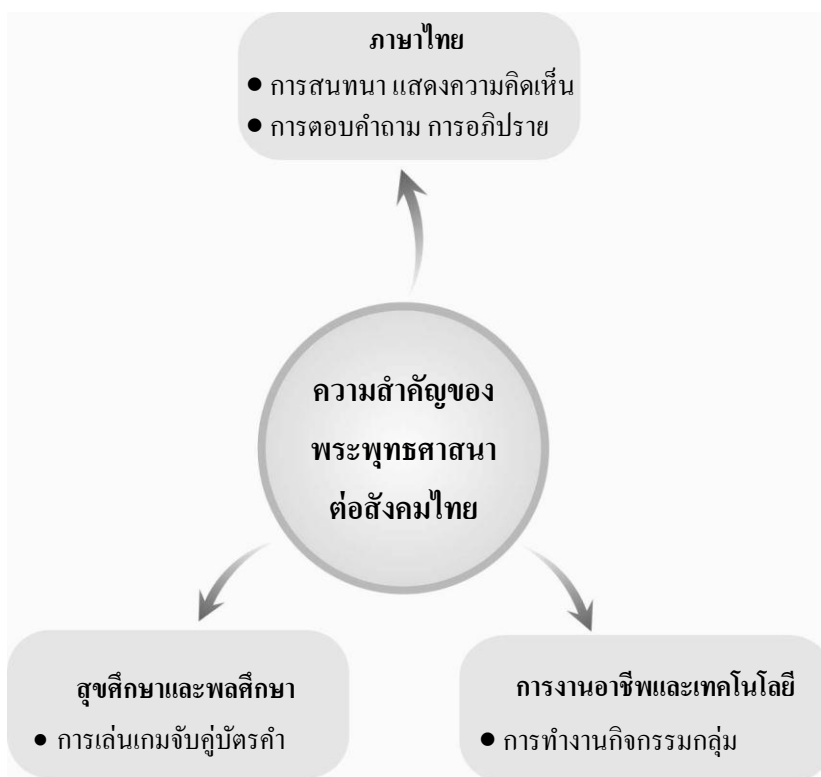 ภาษาไทย
● การสนทนา แสดงความคิดเห็น
● การตอบคำถาม การอภิปราย
ความสำคัญของ
พระพุทธศาสนา
ต่อสังคมไทย
สุขศึกษาและพลศึกษา
● การเล่นเกมจับคู่บัตรคำ
การงานอาชีพและเทคโนโลยี
● การทำงานกิจกรรมกลุ่ม